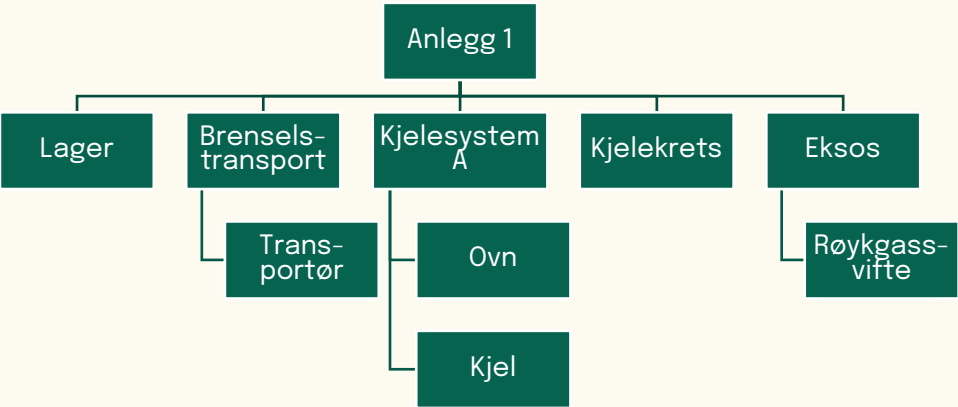 Anlegg 1
Lager
Brensels-
transport
Kjelesystem
A
Kjelekrets
Eksos
Trans-
portør
Ovn
Røykgass-
vifte
Kjel